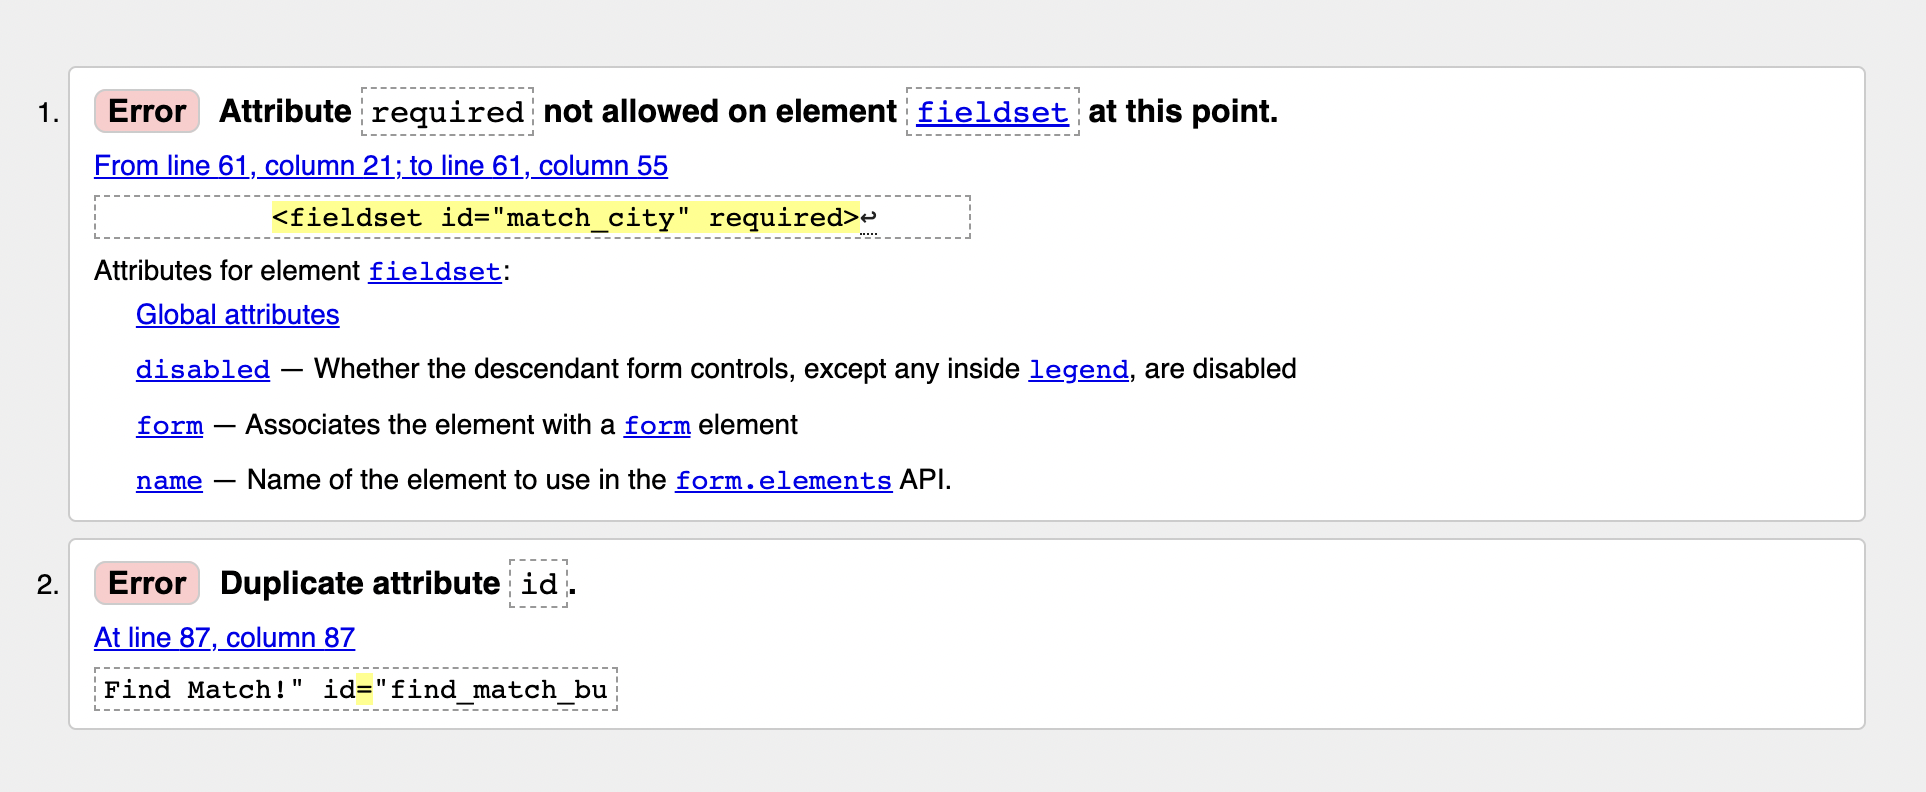 1. Error Attribute required not allowed on element fieldset at this point.
From line 61, column 21; to line 61, column 55
<fieldset id="match_city" required>↩
Attributes for element fieldset:
Global attributes
disabled — Whether the descendant form controls, except any inside legend, are disabled
form — Associates the element with a form element
name — Name of the element to use in the form.elements API.
2. Error Duplicate attribute id.
At line 87, column 87
Find Match!" id="find_match_bu